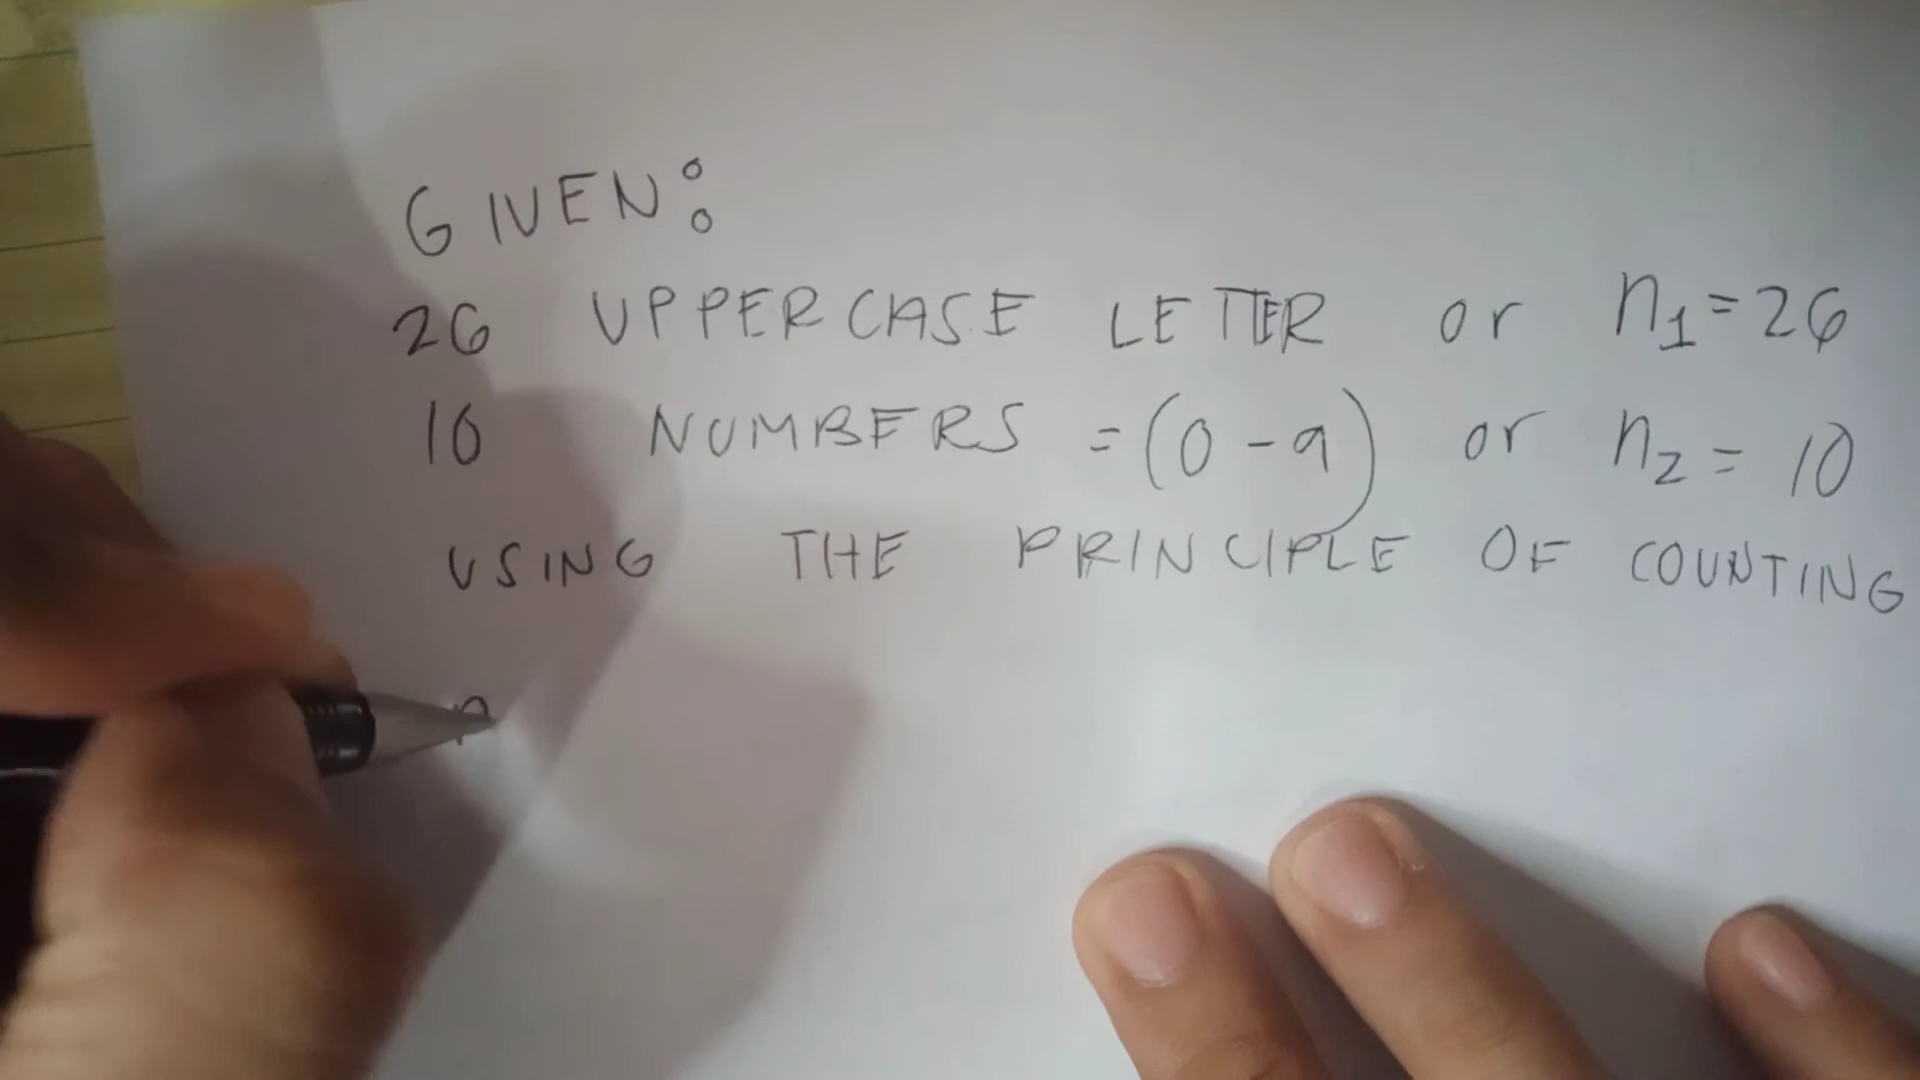 GIVEN:
26 UPPERCASE LETTER or n₁=26
10 NUMBERS =(0-9) or n₂=10
USING THE PRINCIPLE OF COUNTING
n